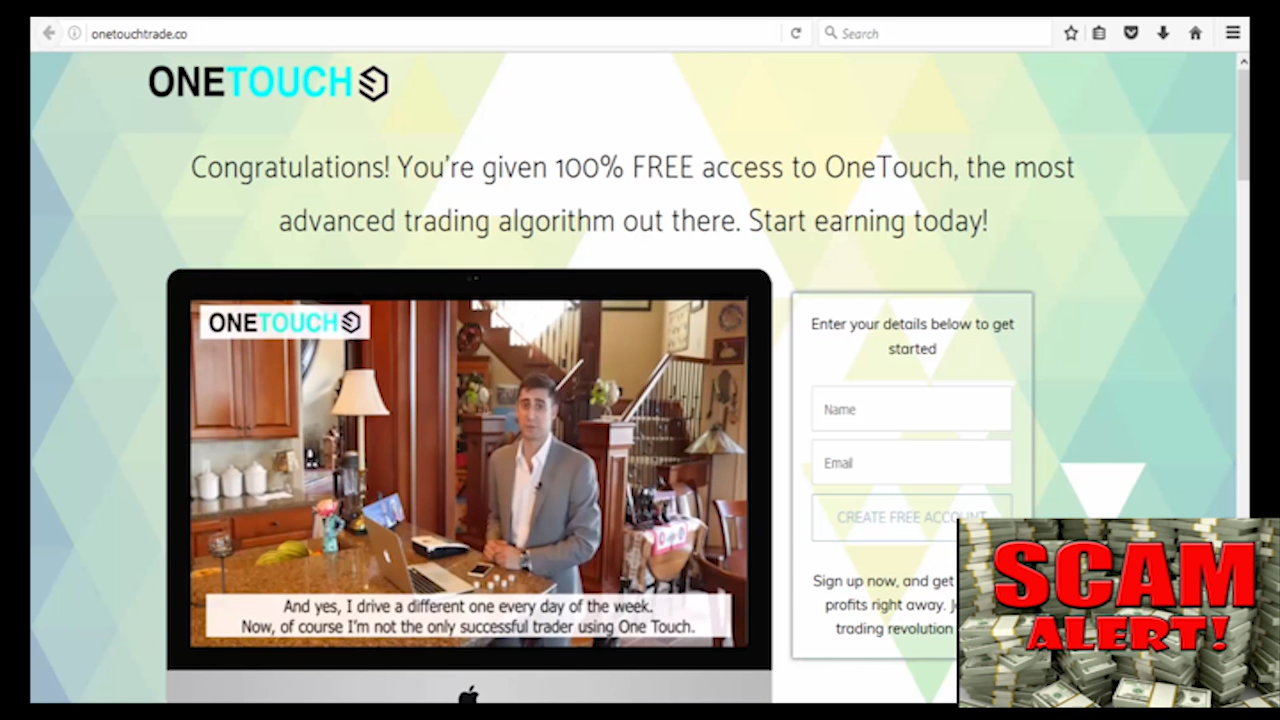 onetouchtrade.co
Search
ONETOUCH
Congratulations! You're given 100% FREE access to OneTouch, the most
advanced trading algorithm out there. Start earning today!
ONETOUCH
And yes, I drive a different one every day of the week.
Now, of course I'm not the only successful trader using One Touch.
Enter your details below to get
started
Name
Email
CREATE FREE ACCOUNT
Sign up now, and get
profits right away.
trading revolution
SCAM
ALERT!